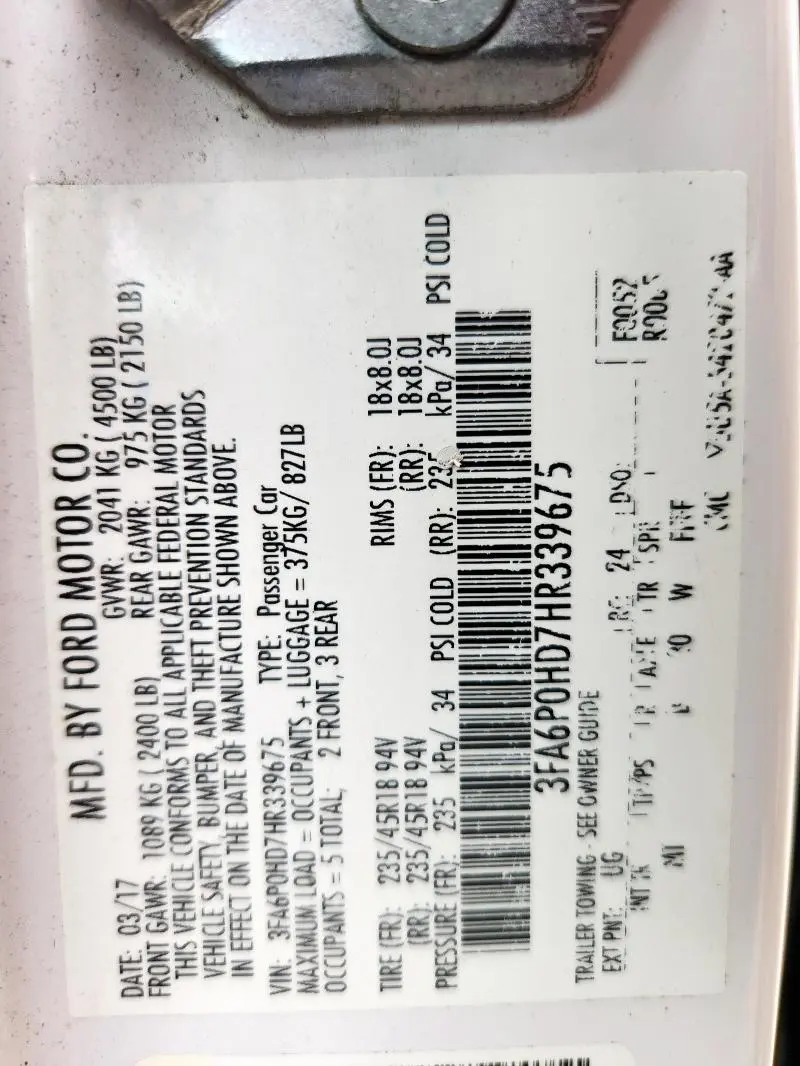 MFD. BY FORD MOTOR CO.
DATE: 03/17 GVWR: 2041 KG ( 4500 LB)
FRONT GAWR: 1089 KG ( 2400 LB) REAR GAWR: 975 KG ( 2150 LB)
THIS VEHICLE CONFORMS TO ALL APPLICABLE FEDERAL MOTOR
VEHICLE SAFETY, BUMPER, AND THEFT PREVENTION STANDARDS
IN EFFECT ON THE DATE OF MANUFACTURE SHOWN ABOVE.
VIN: 3FA6P0HD7HR339675 TYPE: Passenger Car
MAXIMUM LOAD = OCCUPANTS + LUGGAGE = 375KG/ 827LB
OCCUPANTS = 5 TOTAL; 2 FRONT, 3 REAR
TIRE (FR): 235/45R18 94V RIMS (FR): 18x8.0J
(RR): 235/45R18 94V (RR): 18x8.0J
PRESSURE (FR): 235 kPa/ 34 PSI COLD (RR): 235 kPa/ 34 PSI COLD
3FA6P0HD7HR339675
TRAILER TOWING - SEE OWNER GUIDE
EXT PNT: UG RC: 24 DSO: F0052